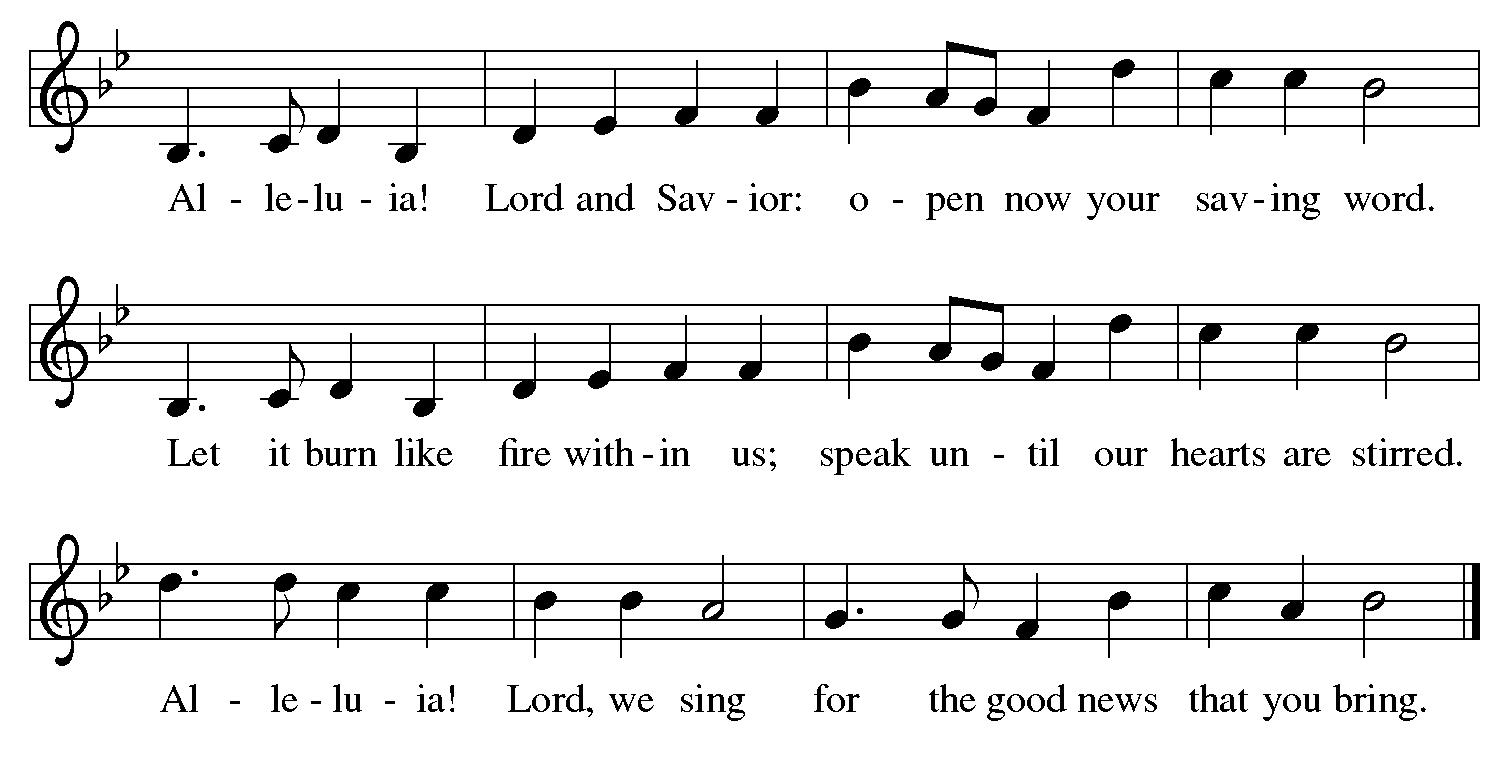 Al - le - lu - ia! Lord and Sav - ior: o - pen now your sav - ing word.
Let it burn like fire with - in us; speak un - til our hearts are stirred.
Al - le - lu - ia! Lord, we sing for the good news that you bring.